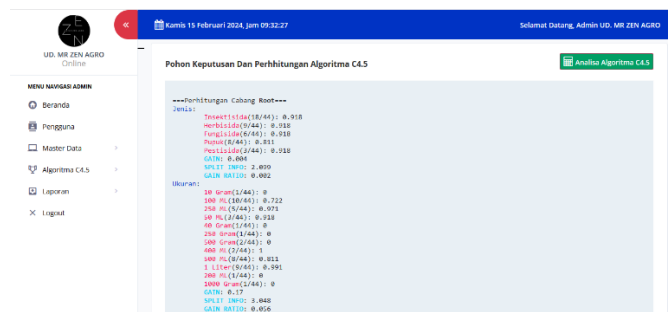 ZEN
«
Kamis 15 Februari 2024, Jam 09:32:27
Selamat Datang, Admin UD. MR ZEN AGRO
UD. MR ZEN AGRO
Online
MENU NAVIGASI ADMIN
Beranda
Pengguna
Master Data
Algoritma C4.5
Laporan
Logout
Pohon Keputusan Dan Perhhitungan Algoritma C4.5
Analisa Algoritma C4.5
===Perhitungan Cabang Root===
Jenis:
Insektisida(18/44): 0.918
Herbisida(9/44): 0.918
Fungisida(6/44): 0.918
Pupuk(8/44): 0.811
Pestisida(3/44): 0.918
GAIN: 0.004
SPLIT INFO: 2.099
GAIN RATIO: 0.002
Ukuran:
10 Gram(1/44): 0
100 ML(10/44): 0.722
250 ML(5/44): 0.971
50 ML(3/44): 0.918
40 Gram(1/44): 0
250 Gram(1/44): 0
500 Gram(2/44): 0
400 ML(2/44): 1
500 ML(8/44): 0.811
1 Liter(9/44): 0.991
200 ML(1/44): 0
1000 Gram(1/44): 0
GAIN: 0.17
SPLIT INFO: 3.048
GAIN RATIO: 0.056